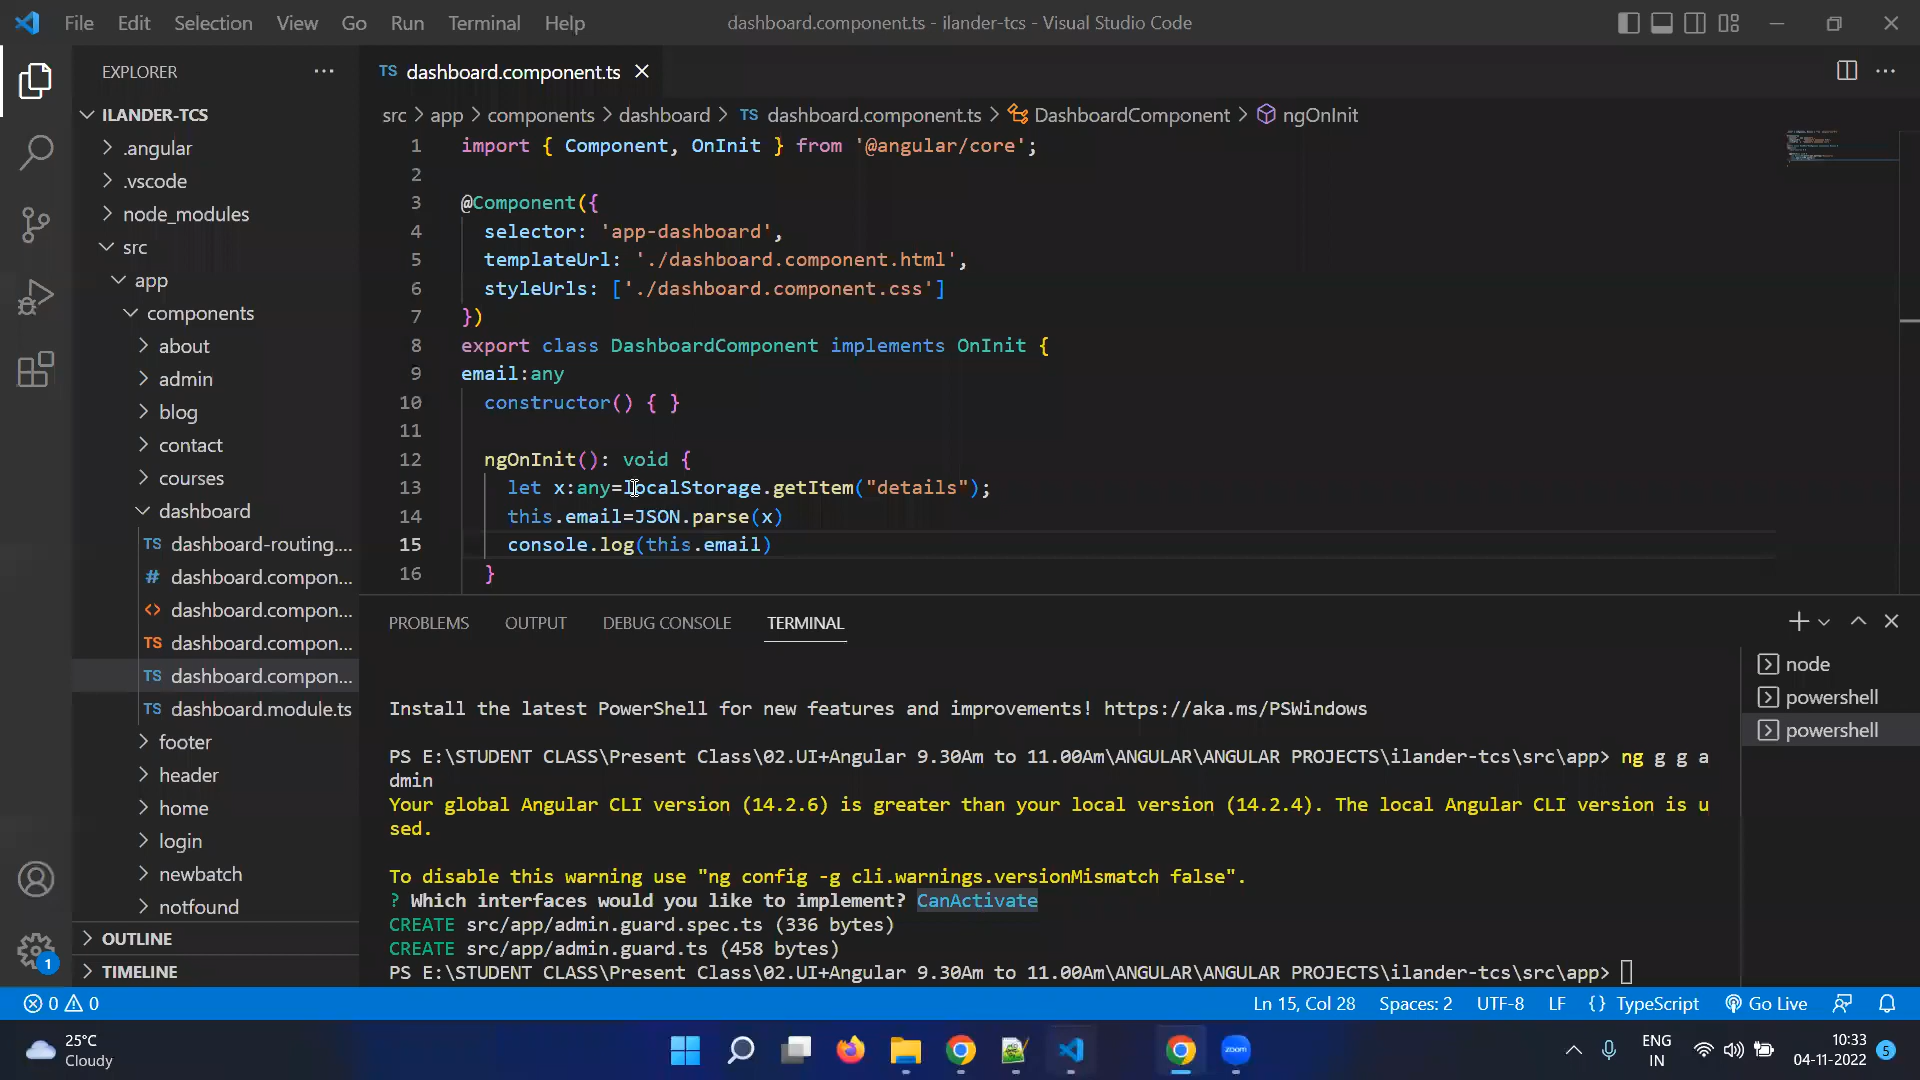 File Edit Selection View Go Run Terminal Help
dashboard.component.ts - ilander-tcs - Visual Studio Code
EXPLORER
ILANDER-TCS
.angular
.vscode
node_modules
src
app
components
about
admin
blog
contact
courses
dashboard
TS dashboard-routing....
# dashboard.compon...
<> dashboard.compon...
TS dashboard.compon...
TS dashboard.compon...
TS dashboard.module.ts
footer
header
home
login
newbatch
notfound
OUTLINE
TIMELINE
1
TS dashboard.component.ts
src > app > components > dashboard > TS dashboard.component.ts > DashboardComponent > ngOnInit
1 import { Component, OnInit } from '@angular/core';
2
3 @Component({
4 selector: 'app-dashboard',
5 templateUrl: './dashboard.component.html',
6 styleUrls: ['./dashboard.component.css']
7 })
8 export class DashboardComponent implements OnInit {
9 email:any
10 constructor() { }
11
12 ngOnInit(): void {
13 let x:any=localStorage.getItem("details");
14 this.email=JSON.parse(x)
15 console.log(this.email)
16 }
PROBLEMS OUTPUT DEBUG CONSOLE TERMINAL
Install the latest PowerShell for new features and improvements! https://aka.ms/PSWindows
PS E:\STUDENT CLASS\Present Class\02.UI+Angular 9.30Am to 11.00Am\ANGULAR\ANGULAR PROJECTS\ilander-tcs\src\app> ng g g a
dmin
Your global Angular CLI version (14.2.6) is greater than your local version (14.2.4). The local Angular CLI version is u
sed.
To disable this warning use "ng config -g cli.warnings.versionMismatch false".
? Which interfaces would you like to implement? CanActivate
CREATE src/app/admin.guard.spec.ts (336 bytes)
CREATE src/app/admin.guard.ts (458 bytes)
PS E:\STUDENT CLASS\Present Class\02.UI+Angular 9.30Am to 11.00Am\ANGULAR\ANGULAR PROJECTS\ilander-tcs\src\app>
node
powershell
powershell
0 0
Ln 15, Col 28 Spaces: 2 UTF-8 LF {} TypeScript Go Live
25°C
Cloudy
zoom
ENG
IN
10:33
04-11-2022
5